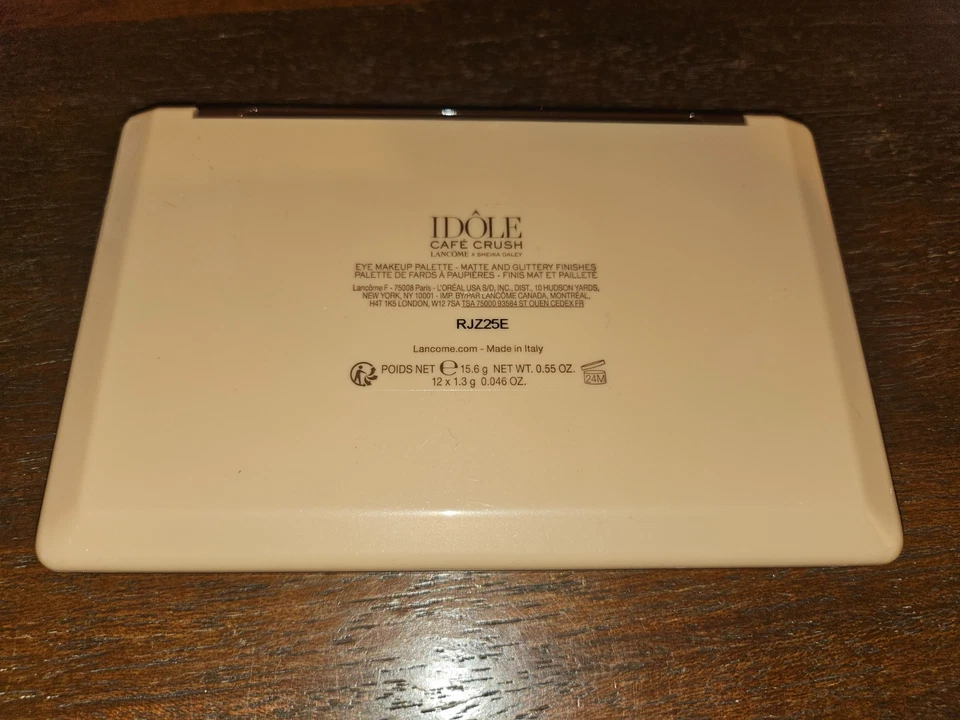 IDÔLE
CAFÉ CRUSH
LANCÔME x SHEIKA DALEY
EYE MAKEUP PALETTE - MATTE AND GLITTERY FINISHES
PALETTE DE FARDS À PAUPIÈRES - FINIS MAT ET PAILLETÉ
Lancôme F - 75008 Paris - L'ORÉAL USA S/D, INC., DIST., 10 HUDSON YARDS,
NEW YORK, NY 10001 - IMP. BY/PAR LANCÔME CANADA, MONTRÉAL,
H4T 1K5 LONDON, W12 7SA TSA 75000 93584 ST OUEN CEDEX FR
RJZ25E
Lancome.com - Made in Italy
POIDS NET e 15.6 g NET WT. 0.55 OZ. 24M
12 x 1.3 g 0.046 OZ.